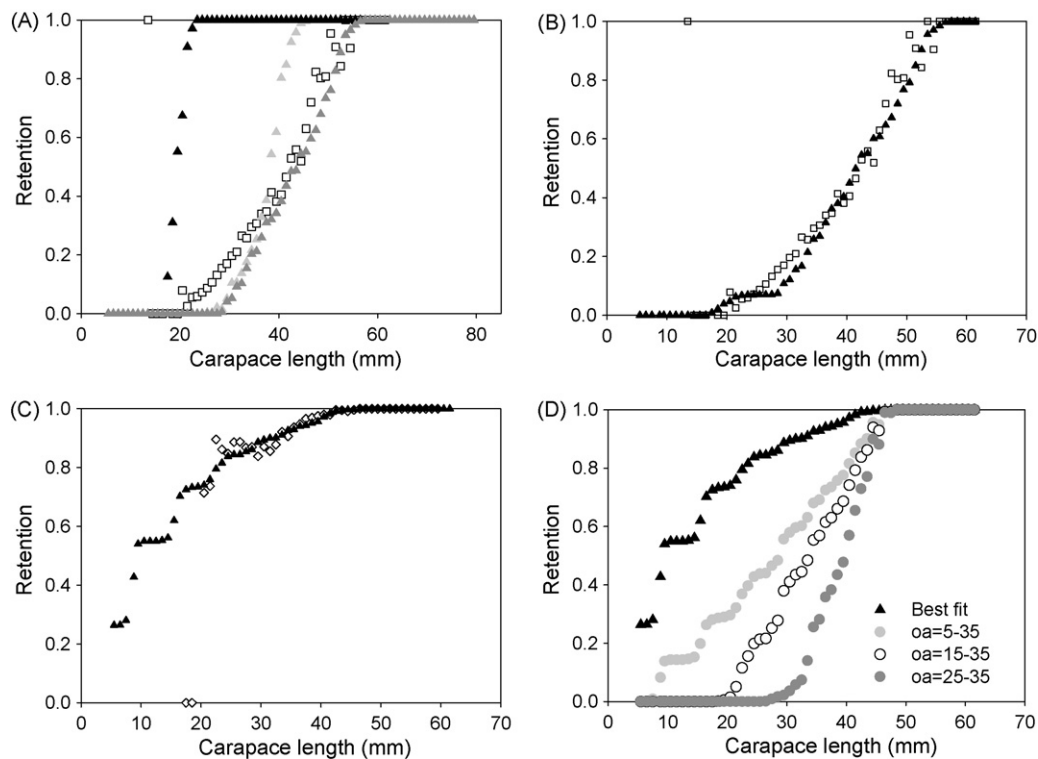 (A)
1.0
0.8
0.6
0.4
0.2
0.0
Retention
0 20 40 60 80
Carapace length (mm)
(B)
1.0
0.8
0.6
0.4
0.2
0.0
Retention
0 10 20 30 40 50 60 70
Carapace length (mm)
(C)
1.0
0.8
0.6
0.4
0.2
0.0
Retention
0 10 20 30 40 50 60 70
Carapace length (mm)
(D)
1.0
0.8
0.6
0.4
0.2
0.0
Retention
Best fit
oa=5-35
oa=15-35
oa=25-35
0 10 20 30 40 50 60 70
Carapace length (mm)